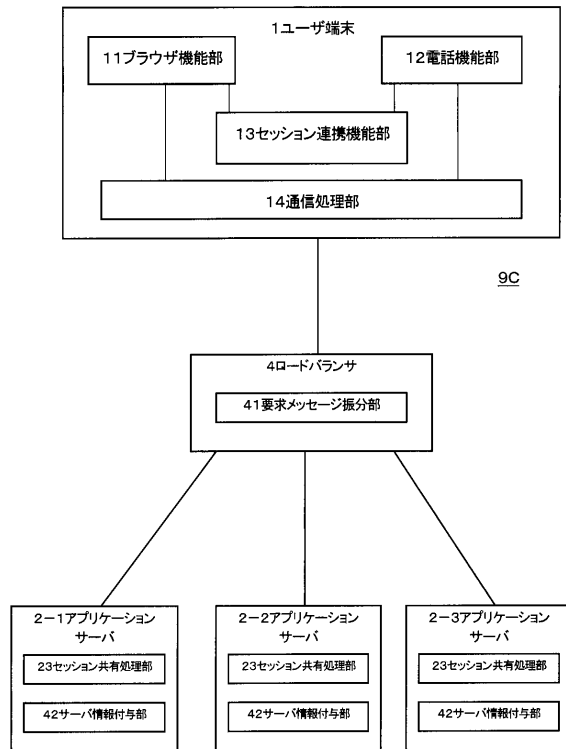 1ユーザ端末
11ブラウザ機能部
12電話機能部
13セッション連携機能部
14通信処理部
9C
4ロードバランサ
41要求メッセージ振分部
2-1アプリケーション
サーバ
23セッション共有処理部
42サーバ情報付与部
2-2アプリケーション
サーバ
23セッション共有処理部
42サーバ情報付与部
2-3アプリケーション
サーバ
23セッション共有処理部
42サーバ情報付与部